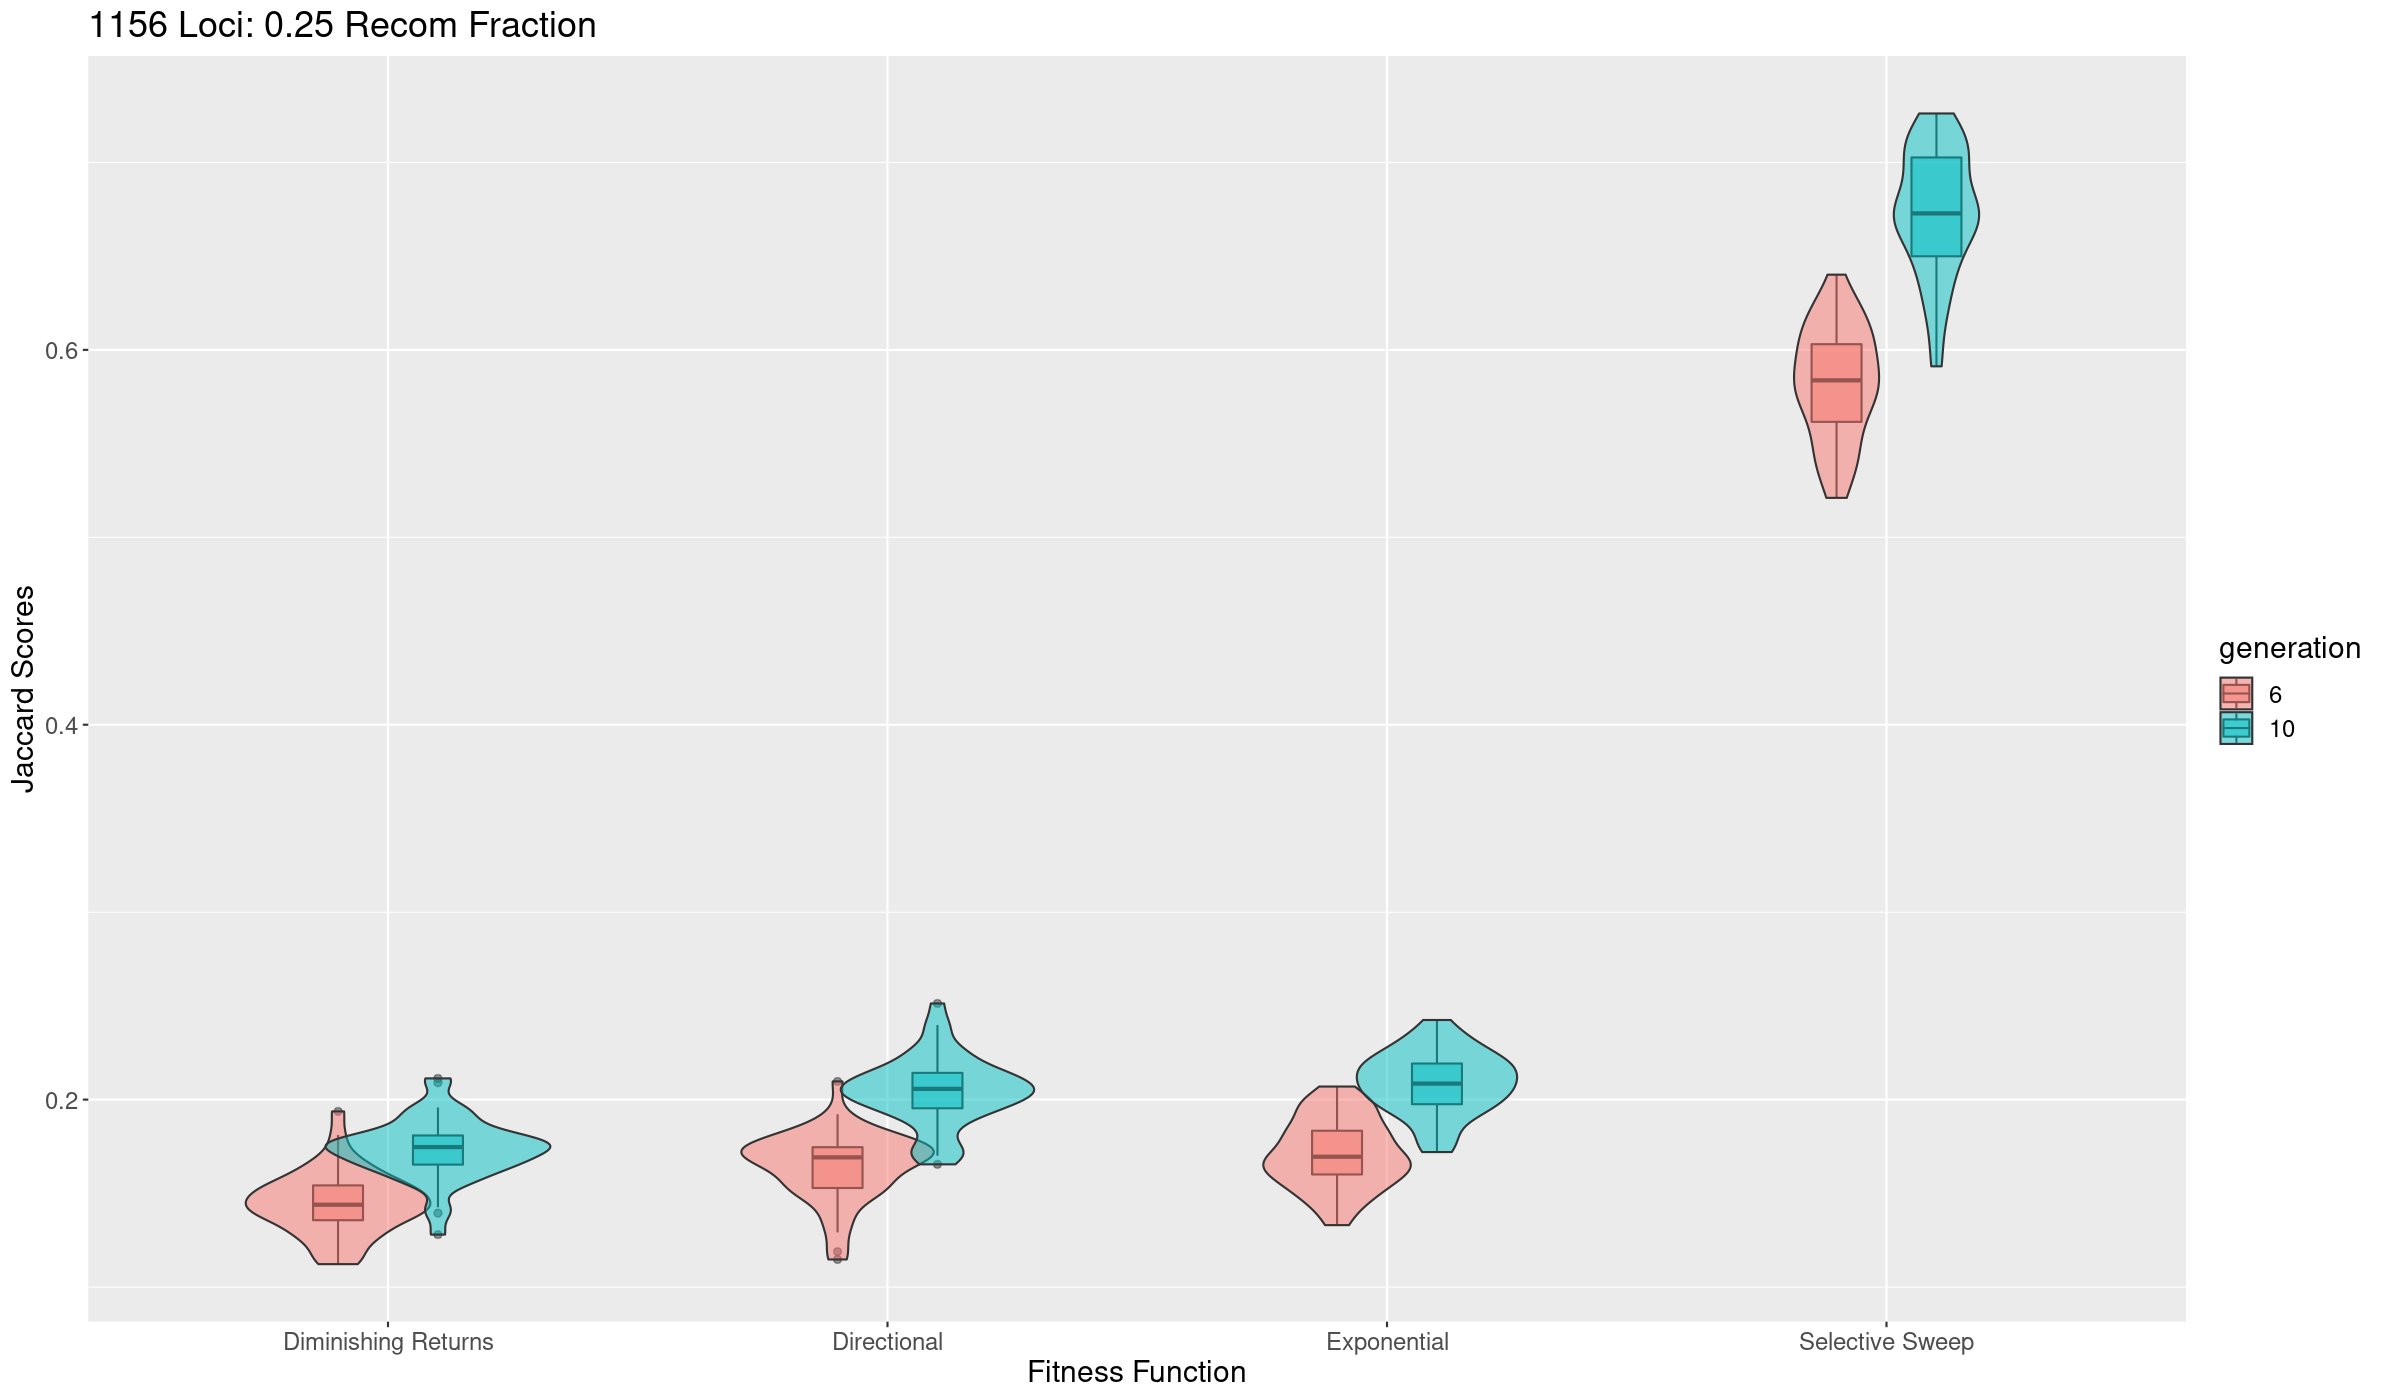 1156 Loci: 0.25 Recom Fraction
Jaccard Scores
0.6
0.4
0.2
Diminishing Returns
Directional
Exponential
Selective Sweep
Fitness Function
generation
6
10